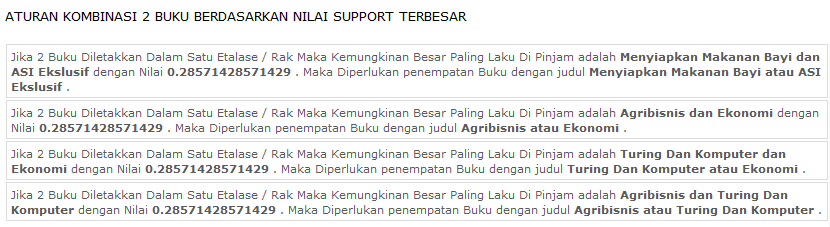 ATURAN KOMBINASI 2 BUKU BERDASARKAN NILAI SUPPORT TERBESAR
Jika 2 Buku Diletakkan Dalam Satu Etalase / Rak Maka Kemungkinan Besar Paling Laku Di Pinjam adalah Menyiapkan Makanan Bayi dan
ASI Ekslusif dengan Nilai 0.28571428571429 . Maka Diperlukan penempatan Buku dengan judul Menyiapkan Makanan Bayi atau ASI
Ekslusif .
Jika 2 Buku Diletakkan Dalam Satu Etalase / Rak Maka Kemungkinan Besar Paling Laku Di Pinjam adalah Agribisnis dan Ekonomi dengan
Nilai 0.28571428571429 . Maka Diperlukan penempatan Buku dengan judul Agribisnis atau Ekonomi .
Jika 2 Buku Diletakkan Dalam Satu Etalase / Rak Maka Kemungkinan Besar Paling Laku Di Pinjam adalah Turing Dan Komputer dan
Ekonomi dengan Nilai 0.28571428571429 . Maka Diperlukan penempatan Buku dengan judul Turing Dan Komputer atau Ekonomi .
Jika 2 Buku Diletakkan Dalam Satu Etalase / Rak Maka Kemungkinan Besar Paling Laku Di Pinjam adalah Agribisnis dan Turing Dan
Komputer dengan Nilai 0.28571428571429 . Maka Diperlukan penempatan Buku dengan judul Agribisnis atau Turing Dan Komputer .